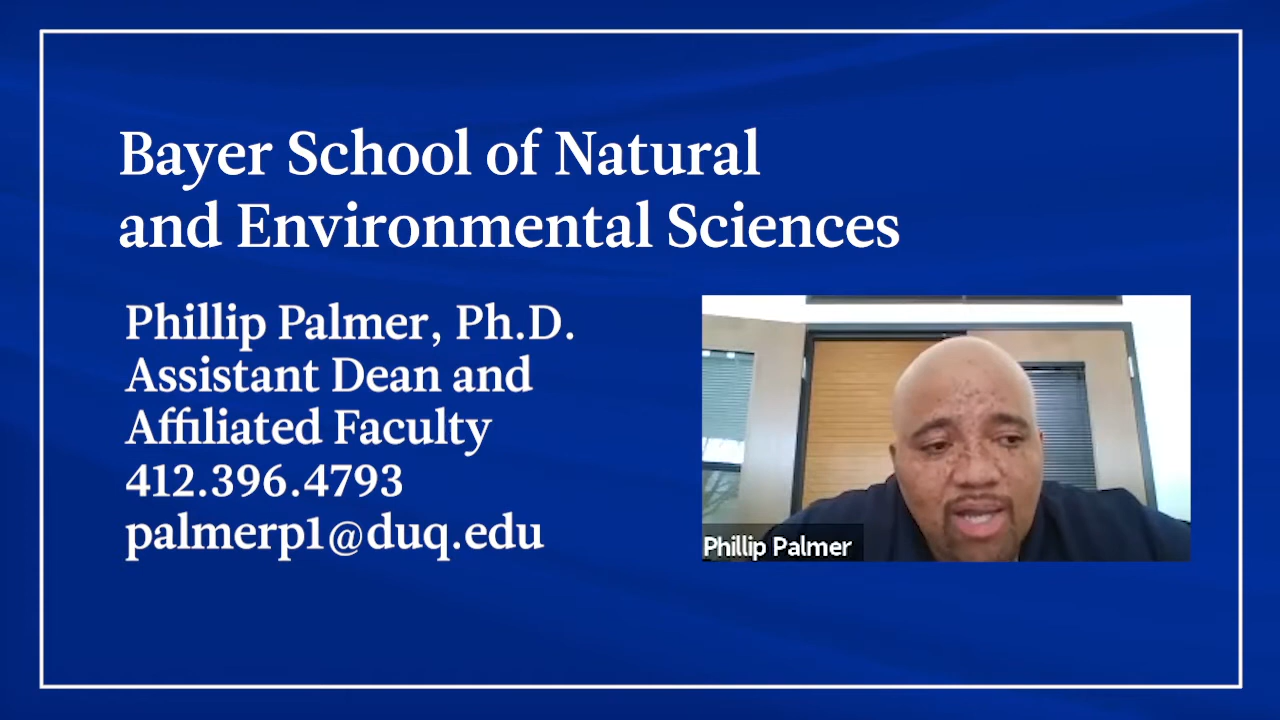 Bayer School of Natural
and Environmental Sciences
Phillip Palmer, Ph.D.
Assistant Dean and
Affiliated Faculty
412.396.4793
palmerp1@duq.edu
Phillip Palmer